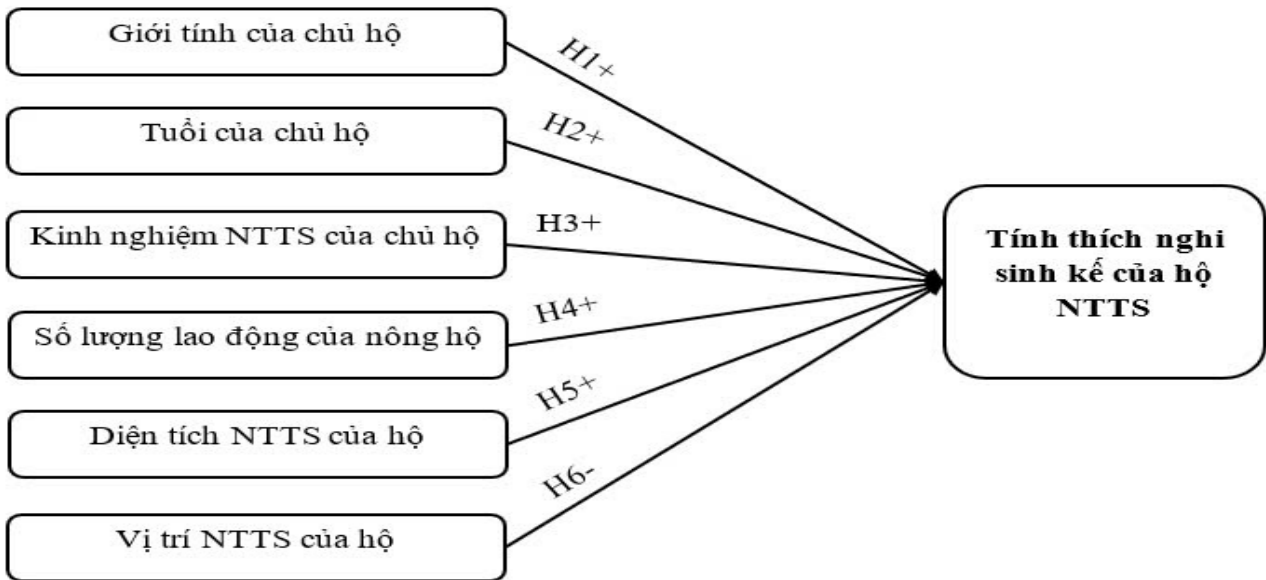 Giới tính của chủ hộ
H1+
Tuổi của chủ hộ
H2+
Kinh nghiệm NTTS của chủ hộ
H3+
Số lượng lao động của nông hộ
H4+
Diện tích NTTS của hộ
H5+
Vị trí NTTS của hộ
H6-
Tính thích nghi
sinh kế của hộ
NTTS